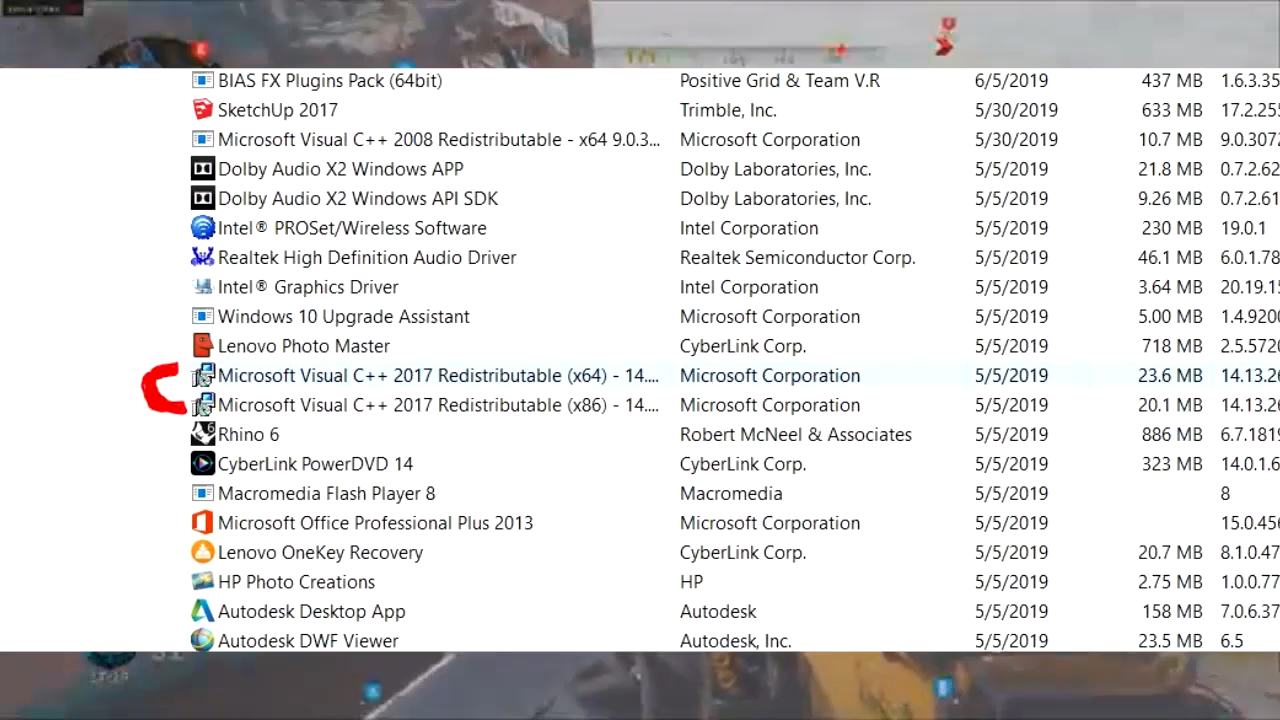 BIAS FX Plugins Pack (64bit) Positive Grid & Team V.R 6/5/2019 437 MB 1.6.3.35
SketchUp 2017 Trimble, Inc. 5/30/2019 633 MB 17.2.255
Microsoft Visual C++ 2008 Redistributable - x64 9.0.3... Microsoft Corporation 5/30/2019 10.7 MB 9.0.3072
Dolby Audio X2 Windows APP Dolby Laboratories, Inc. 5/5/2019 21.8 MB 0.7.2.62
Dolby Audio X2 Windows API SDK Dolby Laboratories, Inc. 5/5/2019 9.26 MB 0.7.2.61
Intel® PROSet/Wireless Software Intel Corporation 5/5/2019 230 MB 19.0.1
Realtek High Definition Audio Driver Realtek Semiconductor Corp. 5/5/2019 46.1 MB 6.0.1.78
Intel® Graphics Driver Intel Corporation 5/5/2019 3.64 MB 20.19.15
Windows 10 Upgrade Assistant Microsoft Corporation 5/5/2019 5.00 MB 1.4.9200
Lenovo Photo Master CyberLink Corp. 5/5/2019 718 MB 2.5.5720
Microsoft Visual C++ 2017 Redistributable (x64) - 14.... Microsoft Corporation 5/5/2019 23.6 MB 14.13.26
Microsoft Visual C++ 2017 Redistributable (x86) - 14.... Microsoft Corporation 5/5/2019 20.1 MB 14.13.26
Rhino 6 Robert McNeel & Associates 5/5/2019 886 MB 6.7.1819
CyberLink PowerDVD 14 CyberLink Corp. 5/5/2019 323 MB 14.0.1.6
Macromedia Flash Player 8 Macromedia 5/5/2019 8
Microsoft Office Professional Plus 2013 Microsoft Corporation 5/5/2019 15.0.456
Lenovo OneKey Recovery CyberLink Corp. 5/5/2019 20.7 MB 8.1.0.47
HP Photo Creations HP 5/5/2019 2.75 MB 1.0.0.77
Autodesk Desktop App Autodesk 5/5/2019 158 MB 7.0.6.37
Autodesk DWF Viewer Autodesk, Inc. 5/5/2019 23.5 MB 6.5